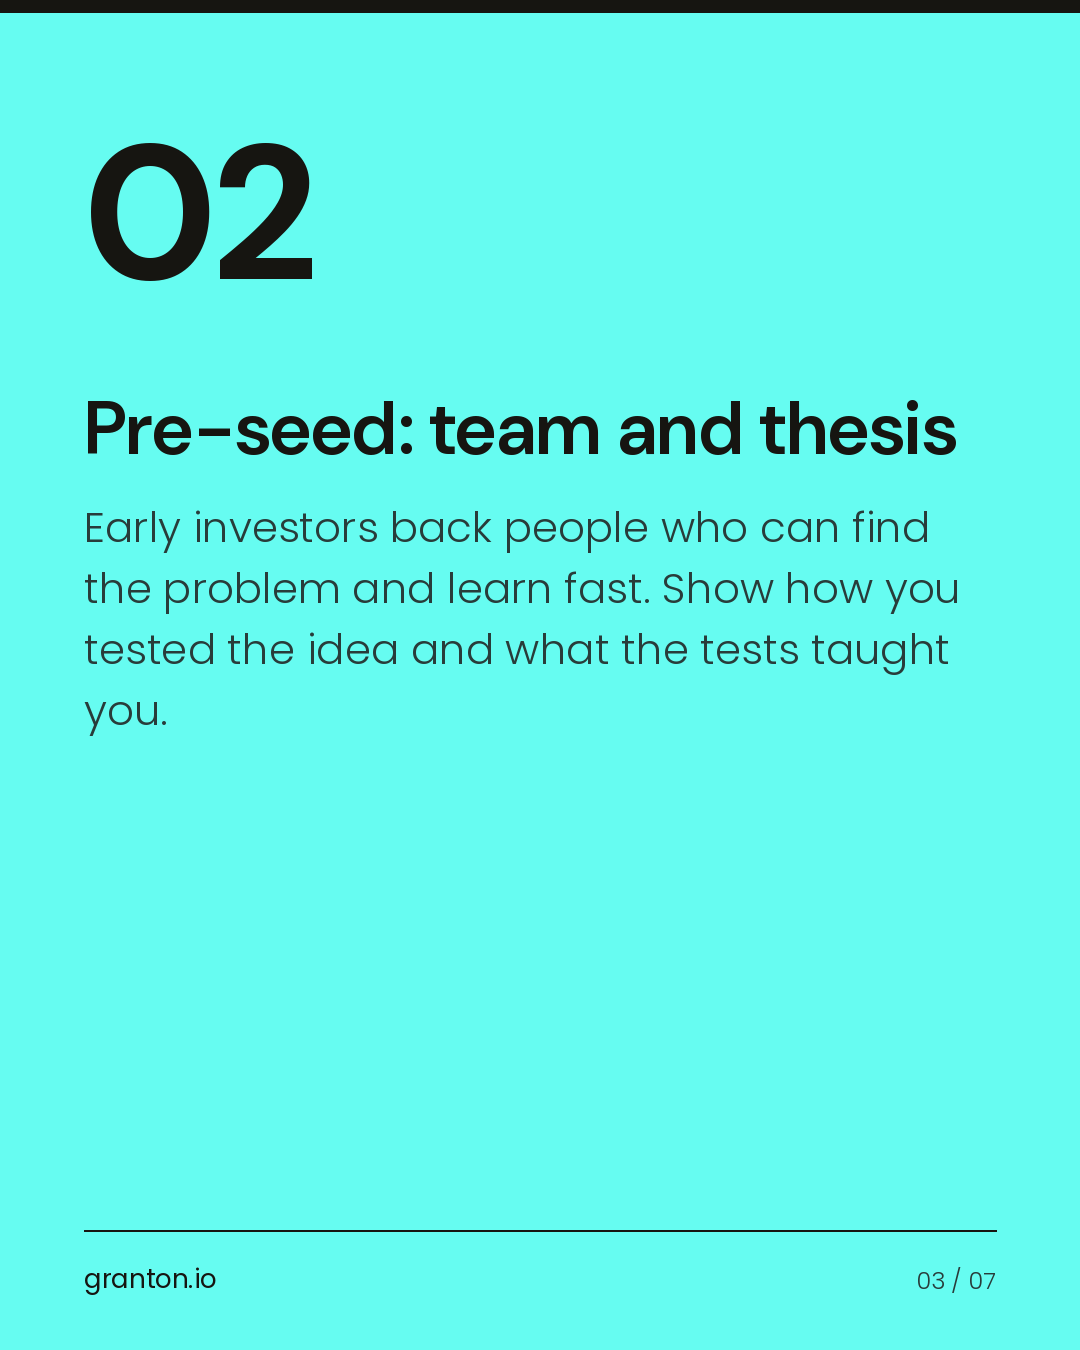 02
Pre-seed: team and thesis
Early investors back people who can find
the problem and learn fast. Show how you
tested the idea and what the tests taught
you.
granton.io
03 / 07